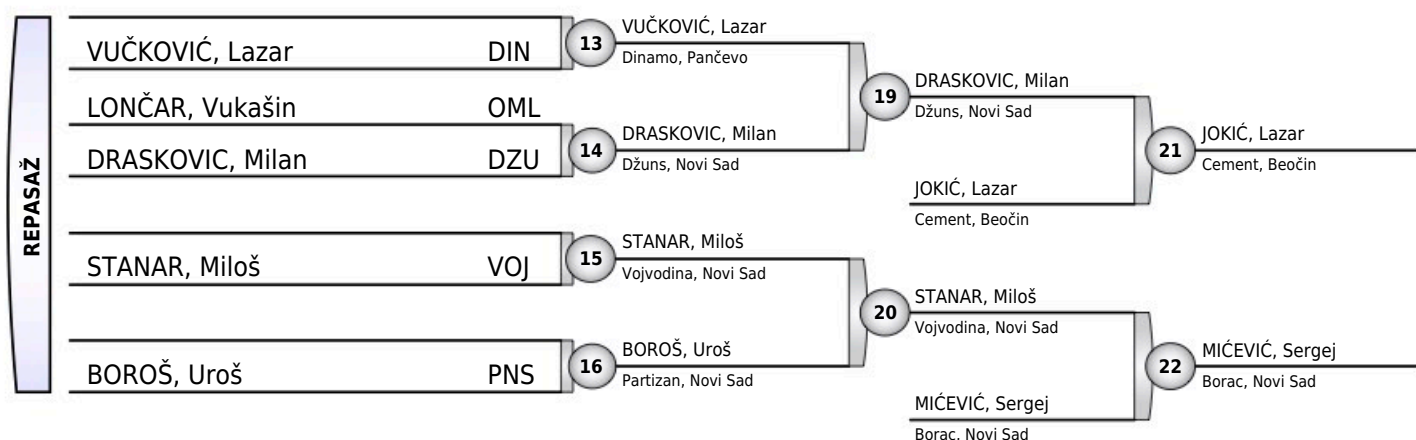 REPASAŽ
VUČKOVIĆ, Lazar DIN
LONČAR, Vukašin OML
DRASKOVIC, Milan DZU
STANAR, Miloš VOJ
BOROŠ, Uroš PNS
13
VUČKOVIĆ, Lazar
Dinamo, Pančevo
14
DRASKOVIC, Milan
Džuns, Novi Sad
15
STANAR, Miloš
Vojvodina, Novi Sad
16
BOROŠ, Uroš
Partizan, Novi Sad
19
DRASKOVIC, Milan
Džuns, Novi Sad
JOKIĆ, Lazar
Cement, Beočin
20
STANAR, Miloš
Vojvodina, Novi Sad
MIĆEVIĆ, Sergej
Borac, Novi Sad
21
JOKIĆ, Lazar
Cement, Beočin
22
MIĆEVIĆ, Sergej
Borac, Novi Sad